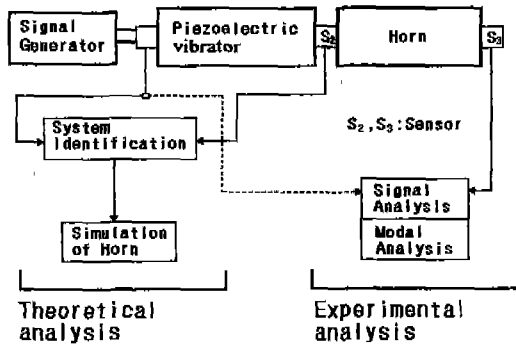 Signal
Generator
Piezoelectric
vibrator
S2
Horn
S3
System
Identification
S2,S3:Sensor
Signal
Analysis
Simulation
of Horn
Modal
Analysis
Theoretical
analysis
Experimental
analysis